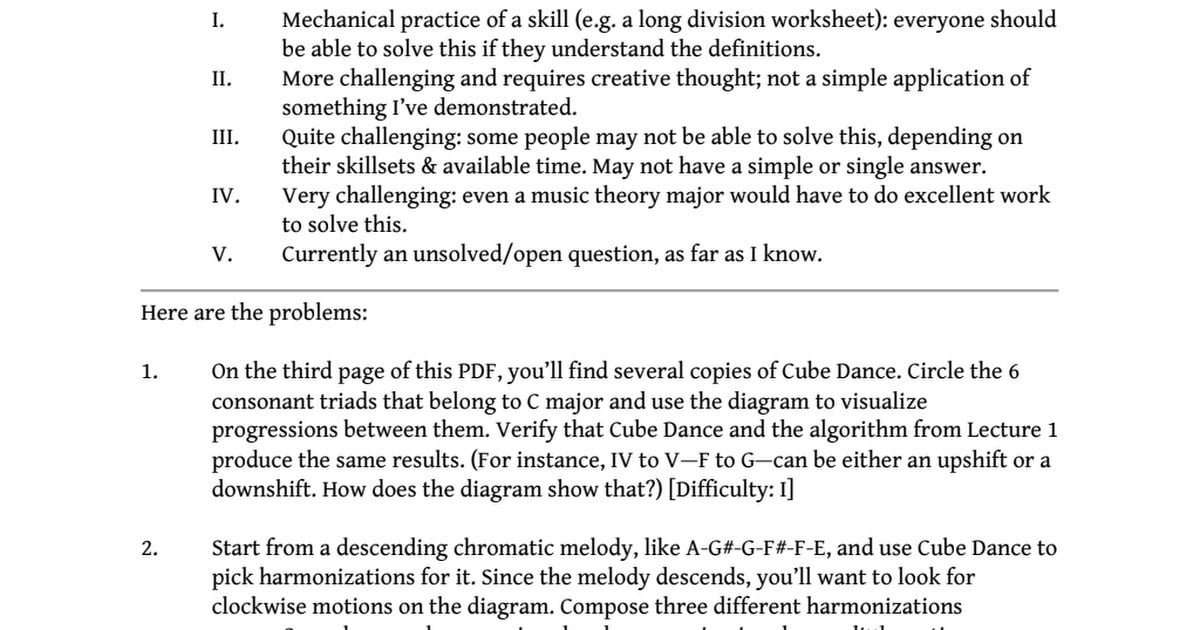 I. Mechanical practice of a skill (e.g. a long division worksheet): everyone should
be able to solve this if they understand the definitions.
II. More challenging and requires creative thought; not a simple application of
something I’ve demonstrated.
III. Quite challenging: some people may not be able to solve this, depending on
their skillsets & available time. May not have a simple or single answer.
IV. Very challenging: even a music theory major would have to do excellent work
to solve this.
V. Currently an unsolved/open question, as far as I know.
Here are the problems:
1. On the third page of this PDF, you’ll find several copies of Cube Dance. Circle the 6
consonant triads that belong to C major and use the diagram to visualize
progressions between them. Verify that Cube Dance and the algorithm from Lecture 1
produce the same results. (For instance, IV to V—F to G—can be either an upshift or a
downshift. How does the diagram show that?) [Difficulty: I]
2. Start from a descending chromatic melody, like A-G#-G-F#-F-E, and use Cube Dance to
pick harmonizations for it. Since the melody descends, you’ll want to look for
clockwise motions on the diagram. Compose three different harmonizations